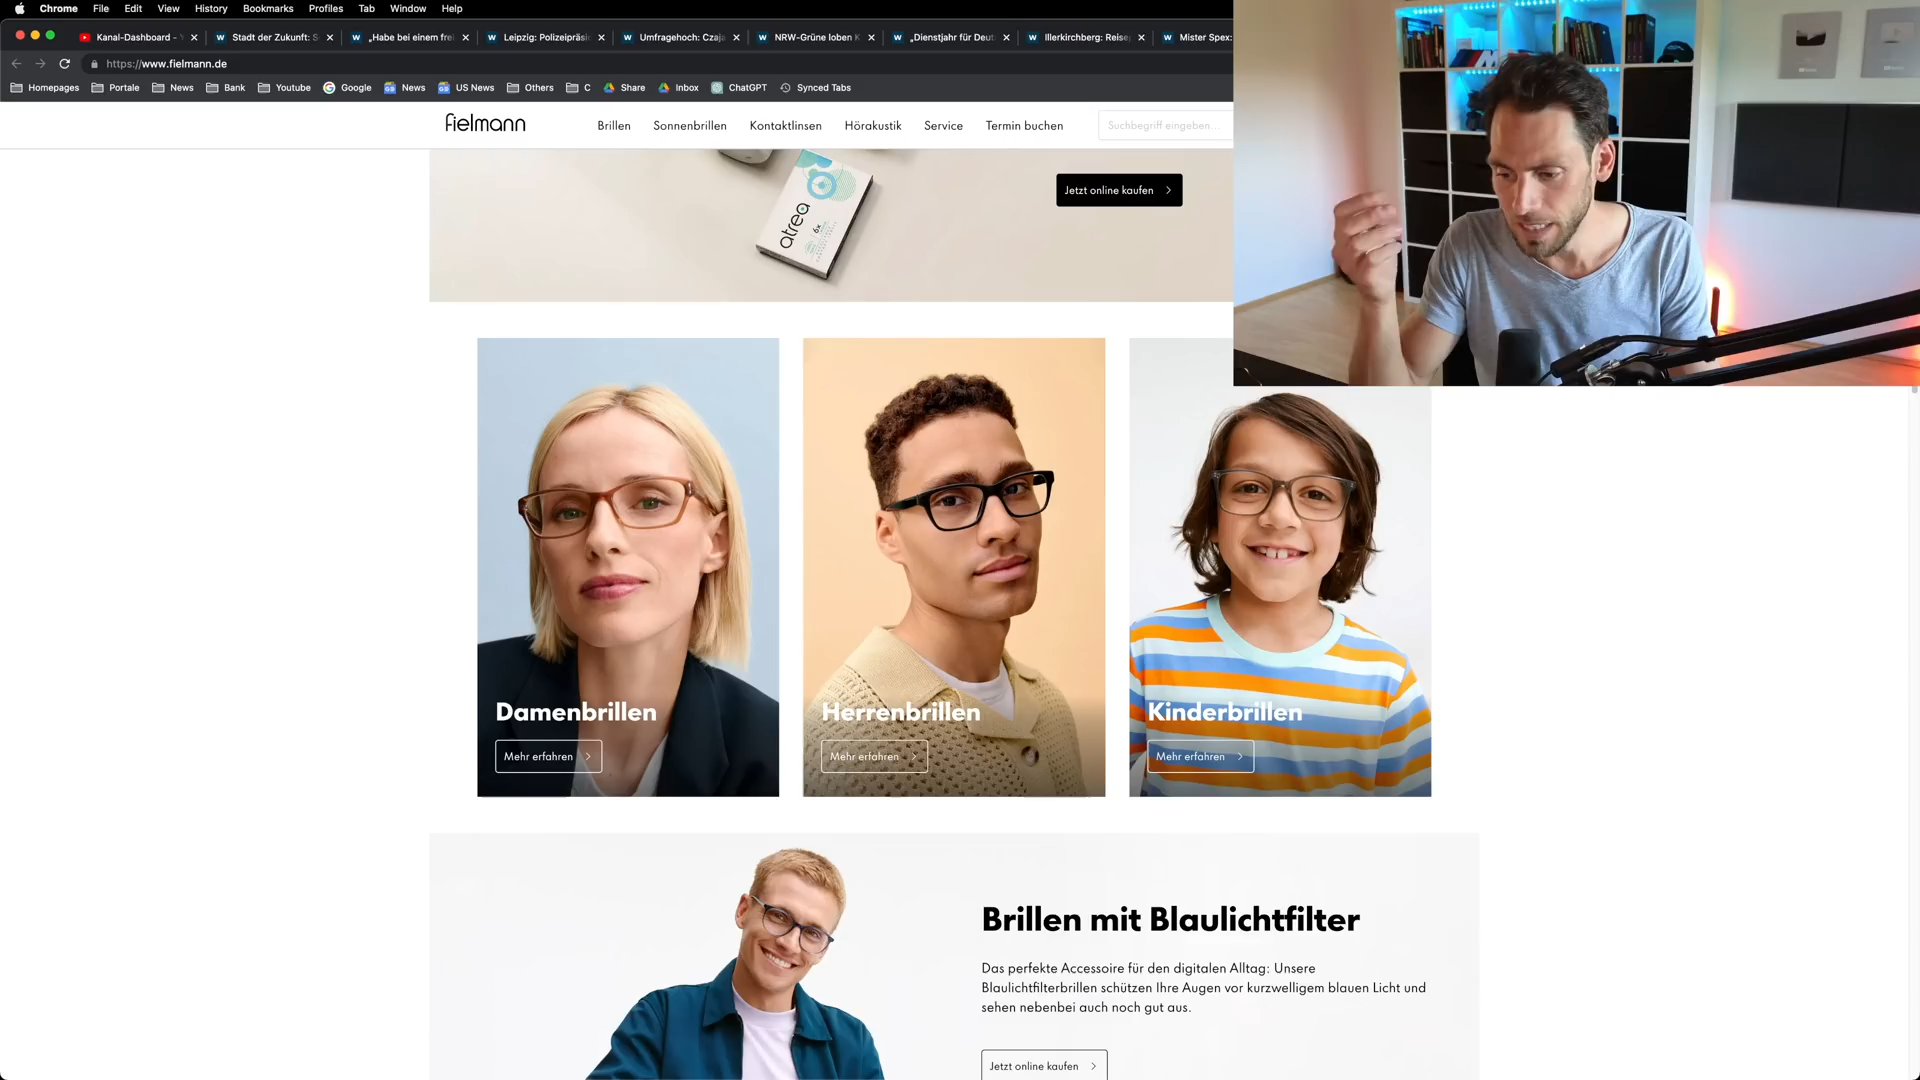 Chrome File Edit View History Bookmarks Profiles Tab Window Help
Kanal-Dashboard - Stadt der Zukunft: S „Habe bei einem frei Leipzig: Polizeipräsi Umfragehoch: Czaja NRW-Grüne loben K „Dienstjahr für Deut Illerkirchberg: Reise Mister Spex:
https://www.fielmann.de
Homepages Portale News Bank Youtube Google News US News Others C Share Inbox ChatGPT Synced Tabs
fielmann Brillen Sonnenbrillen Kontaktlinsen Hörakustik Service Termin buchen Suchbegriff eingeben...
Jetzt online kaufen
atrea
6x
Damenbrillen
Mehr erfahren
Herrenbrillen
Mehr erfahren
Kinderbrillen
Mehr erfahren
Brillen mit Blaulichtfilter
Das perfekte Accessoire für den digitalen Alltag: Unsere
Blaulichtfilterbrillen schützen Ihre Augen vor kurzwelligem blauen Licht und
sehen nebenbei auch noch gut aus.
Jetzt online kaufen